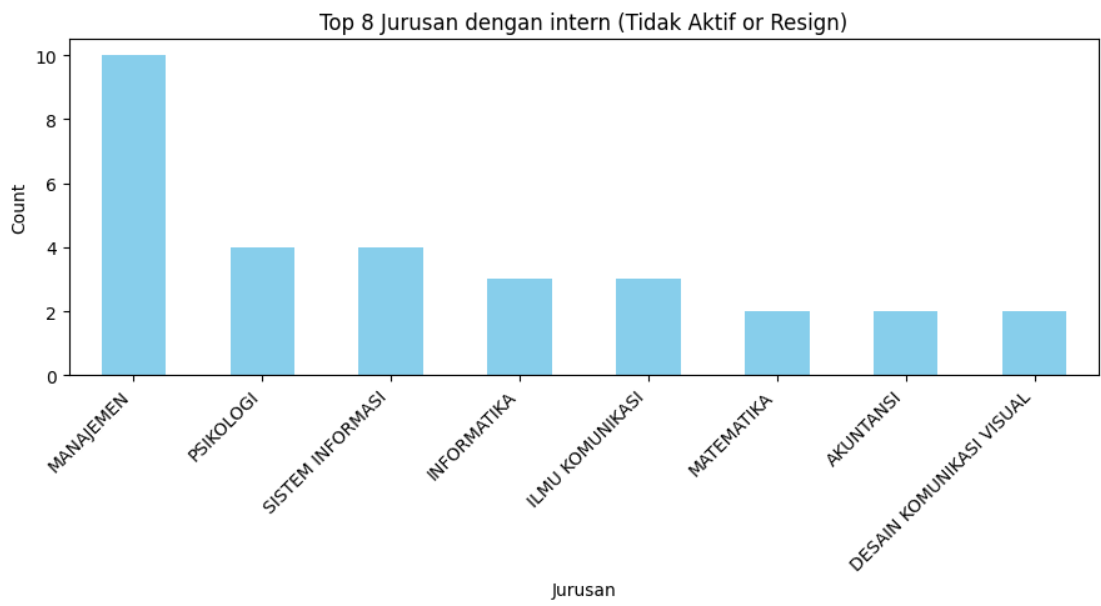 Top 8 Jurusan dengan intern (Tidak Aktif or Resign)
Count
10
8
6
4
2
0
MANAJEMEN
PSIKOLOGI
SISTEM INFORMASI
INFORMATIKA
ILMU KOMUNIKASI
MATEMATIKA
AKUNTANSI
DESAIN KOMUNIKASI VISUAL
Jurusan